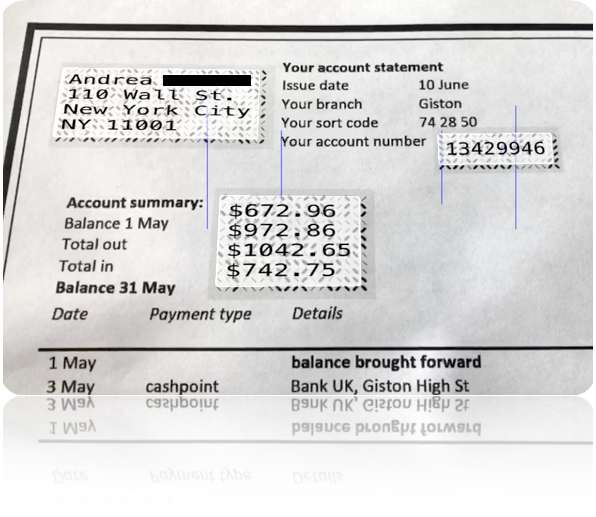 Andrea
110 Wall St.
New York City
NY 11001
Your account statement
Issue date 10 June
Your branch Giston
Your sort code 74 28 50
Your account number 13429946
Account summary:
Balance 1 May $672.96
Total out $972.86
Total in $1042.65
Balance 31 May $742.75
Date Payment type Details
1 May balance brought forward
3 May cashpoint Bank UK, Giston High St